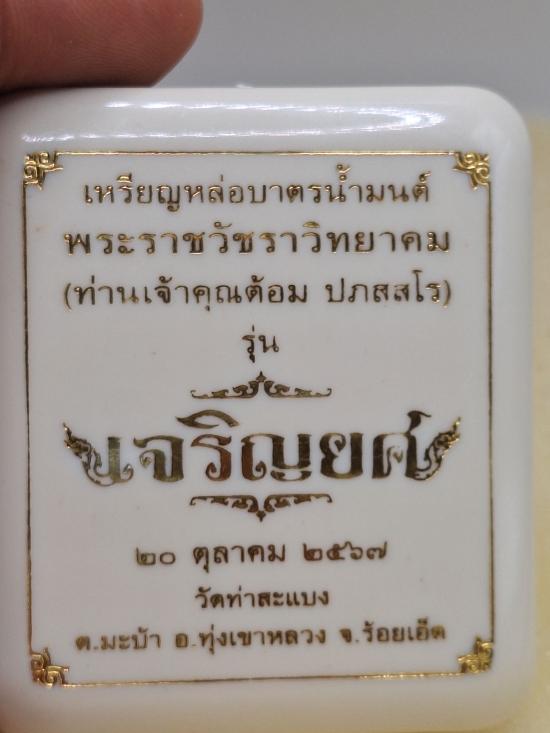 เหรียญหล่อบาตรน้ำมนต์
พระราชวัชราวิทยาคม
(ท่านเจ้าคุณต้อม ปภสสโร)
รุ่น
เจริญยศ
๒๐ ตุลาคม ๒๕๖๗
วัดท่าสะแบง
ต.มะบ้า อ.ทุ่งเขาหลวง จ.ร้อยเอ็ด